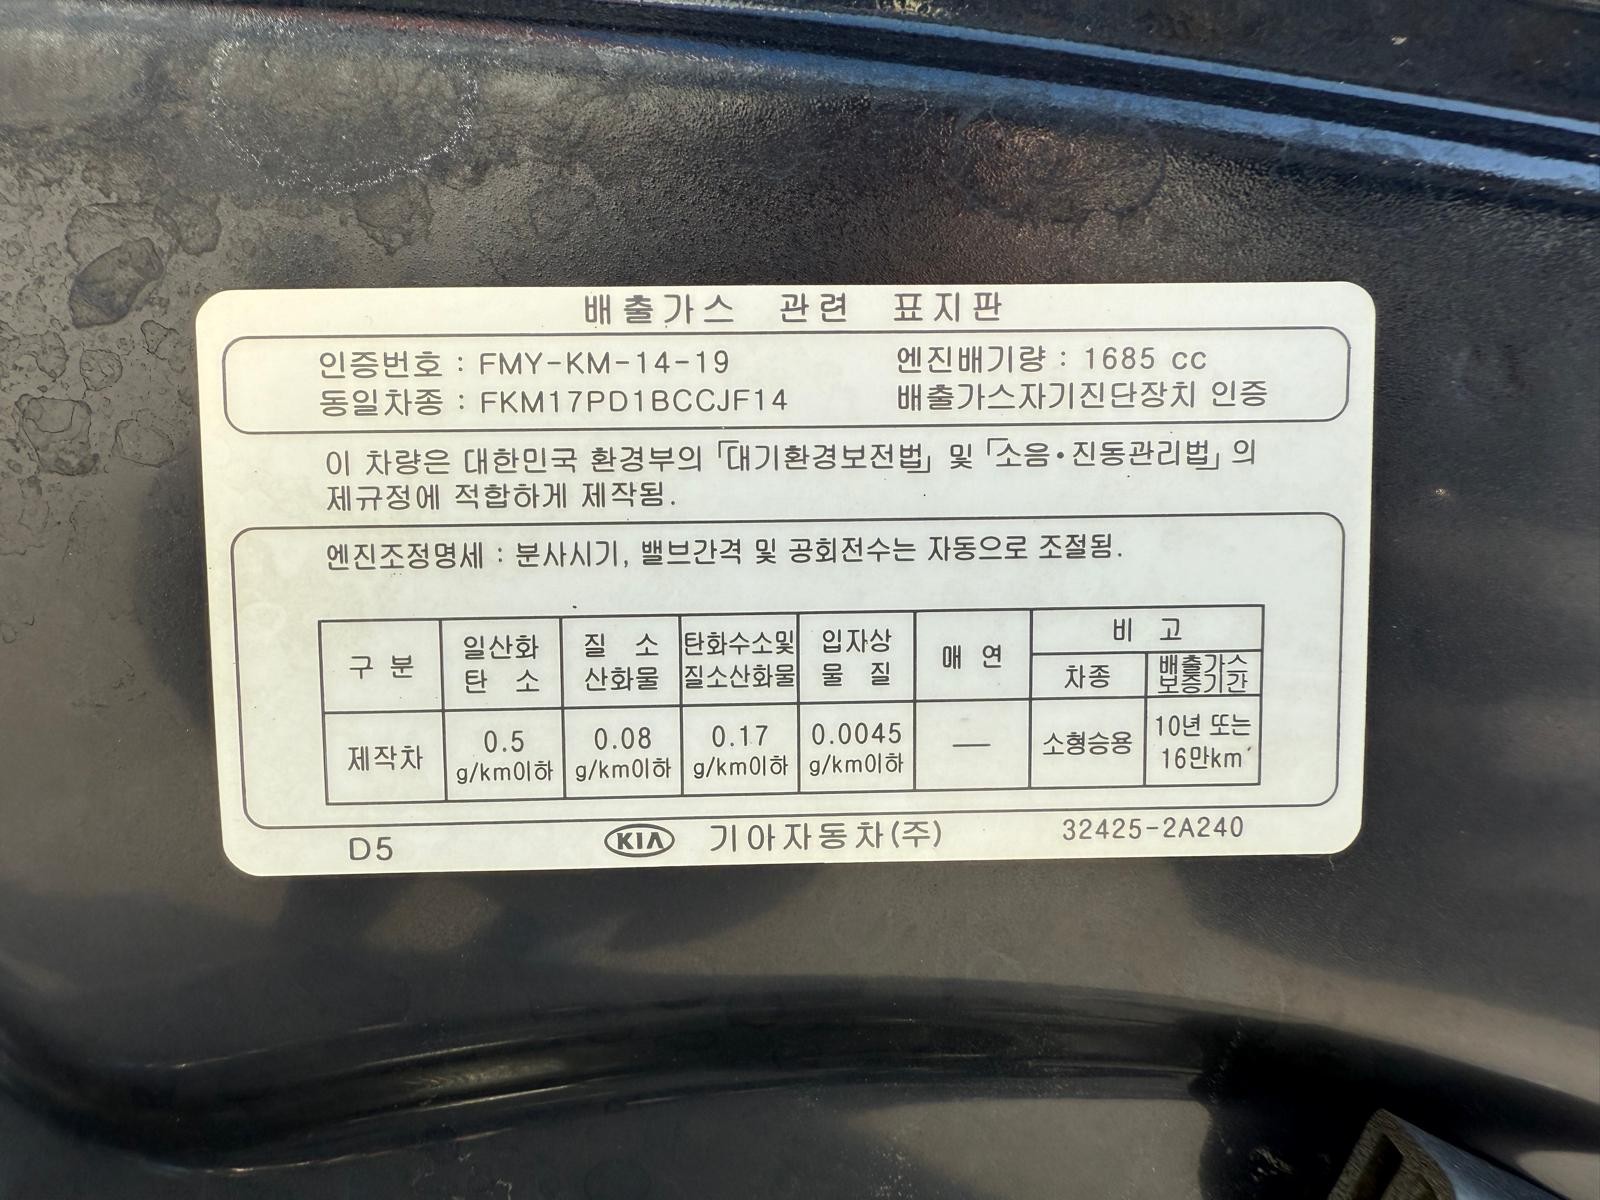 배출가스 관련 표지판
인증번호 : FMY-KM-14-19 엔진배기량 : 1685 cc
동일차종 : FKM17PD1BCCJF14 배출가스자기진단장치 인증
이 차량은 대한민국 환경부의 「대기환경보전법」 및 「소음·진동관리법」의
제규정에 적합하게 제작됨.
엔진조정명세 : 분사시기, 밸브간격 및 공회전수는 자동으로 조절됨.
구 분 일산화 탄 소 질 소 산화물 탄화수소및 질소산화물 입자상 물 질 매 연 비 고
차종 배출가스 보증기간
제작차 0.5 g/km이하 0.08 g/km이하 0.17 g/km이하 0.0045 g/km이하 — 소형승용 10년 또는 16만km
D5 KIA 기아자동차(주) 32425-2A240